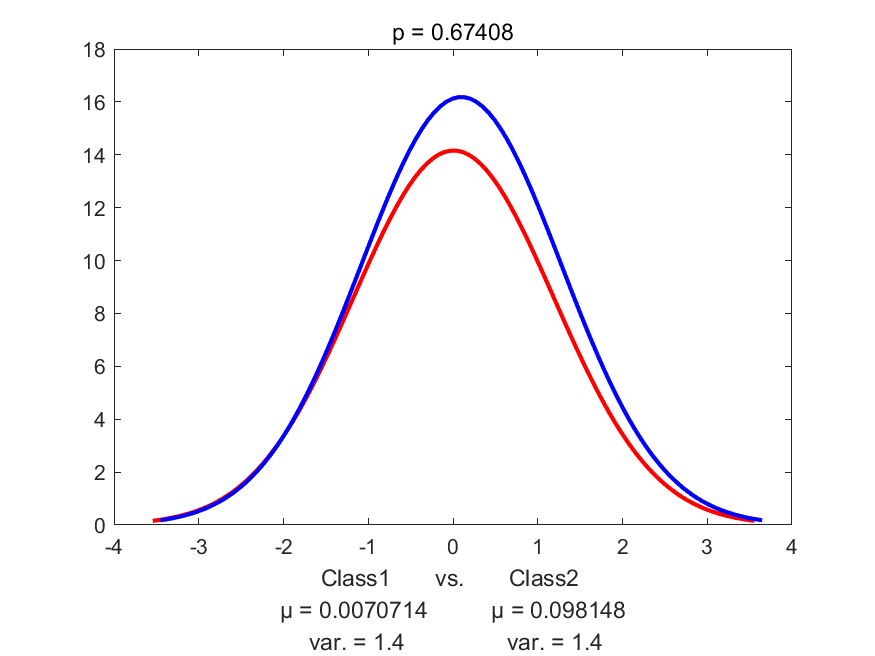 p = 0.67408
18
16
14
12
10
8
6
4
2
0
-4 -3 -2 -1 0 1 2 3 4
Class1 vs. Class2
μ = 0.0070714 μ = 0.098148
var. = 1.4 var. = 1.4